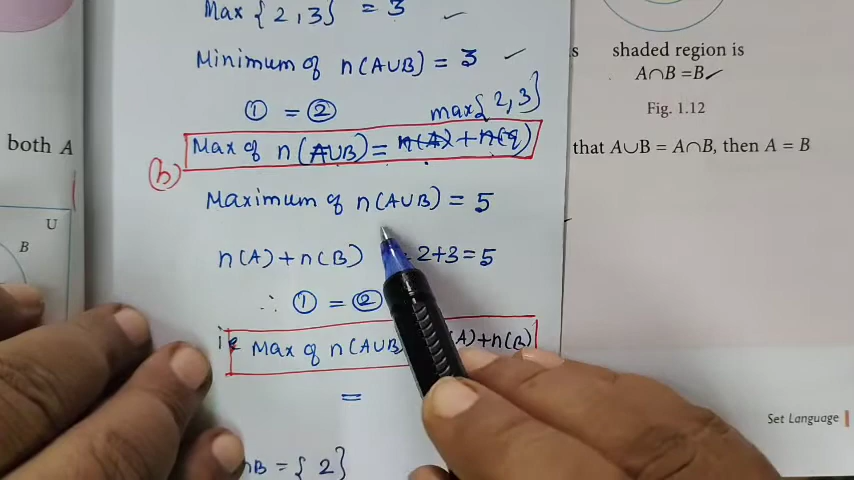 Max {2,3} = 3 ✓
Minimum of n(A∪B) = 3 ✓
① = ②
max{2,3}
Max of n(A∪B) = n(A) + n(
(b)
Maximum of n(A∪B) = 5
n(A)+n(B) 2+3=5
∴ ① = ②
ie Max of n(A∪B (A)+n(B)
=
B = { 2}
both A
U
B
s shaded region is
A∩B =B ✓
Fig. 1.12
that A∪B = A∩B, then A = B
Set Language